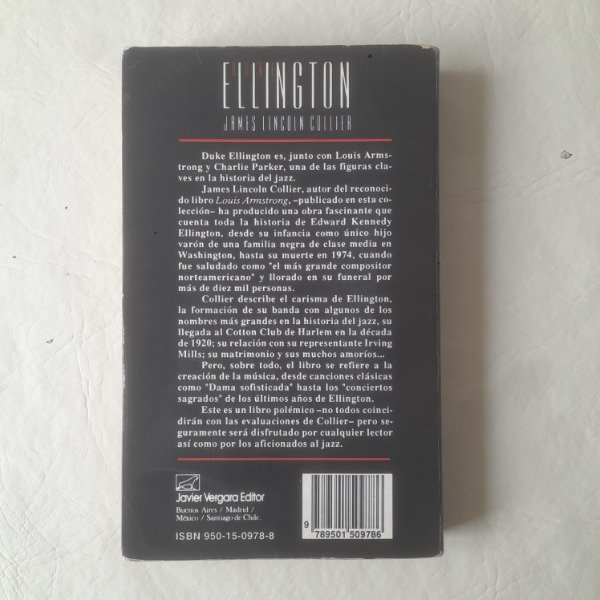 DUKE
ELLINGTON
JAMES LINCOLN COLLIER
Duke Ellington es, junto con Louis Arms-
trong y Charlie Parker, una de las figuras cla-
ves en la historia del jazz.
James Lincoln Collier, autor del reconoci-
do libro Louis Armstrong, –publicado en esta co-
lección– ha producido una obra fascinante que
cuenta toda la historia de Edward Kennedy
Ellington, desde su infancia como único hijo
varón de una familia negra de clase media en
Washington, hasta su muerte en 1974, cuando
fue saludado como "el más grande compositor
norteamericano" y llorado en su funeral por
más de diez mil personas.
Collier describe el carisma de Ellington,
la formación de su banda con algunos de los
nombres más grandes en la historia del jazz, su
llegada al Cotton Club de Harlem en la década
de 1920; su relación con su representante Irving
Mills; su matrimonio y sus muchos amoríos...
Pero, sobre todo, el libro se refiere a la
creación de la música, desde canciones clásicas
como "Dama sofisticada" hasta los "conciertos
sagrados" de los últimos años de Ellington.
Este es un libro polémico –no todos coinci-
dirán con las evaluaciones de Collier– pero se-
guramente será disfrutado por cualquier lector
así como por los aficionados al jazz.
Javier Vergara Editor
Buenos Aires / Madrid /
México / Santiago de Chile.
ISBN 950-15-0978-8
9 789501 509786